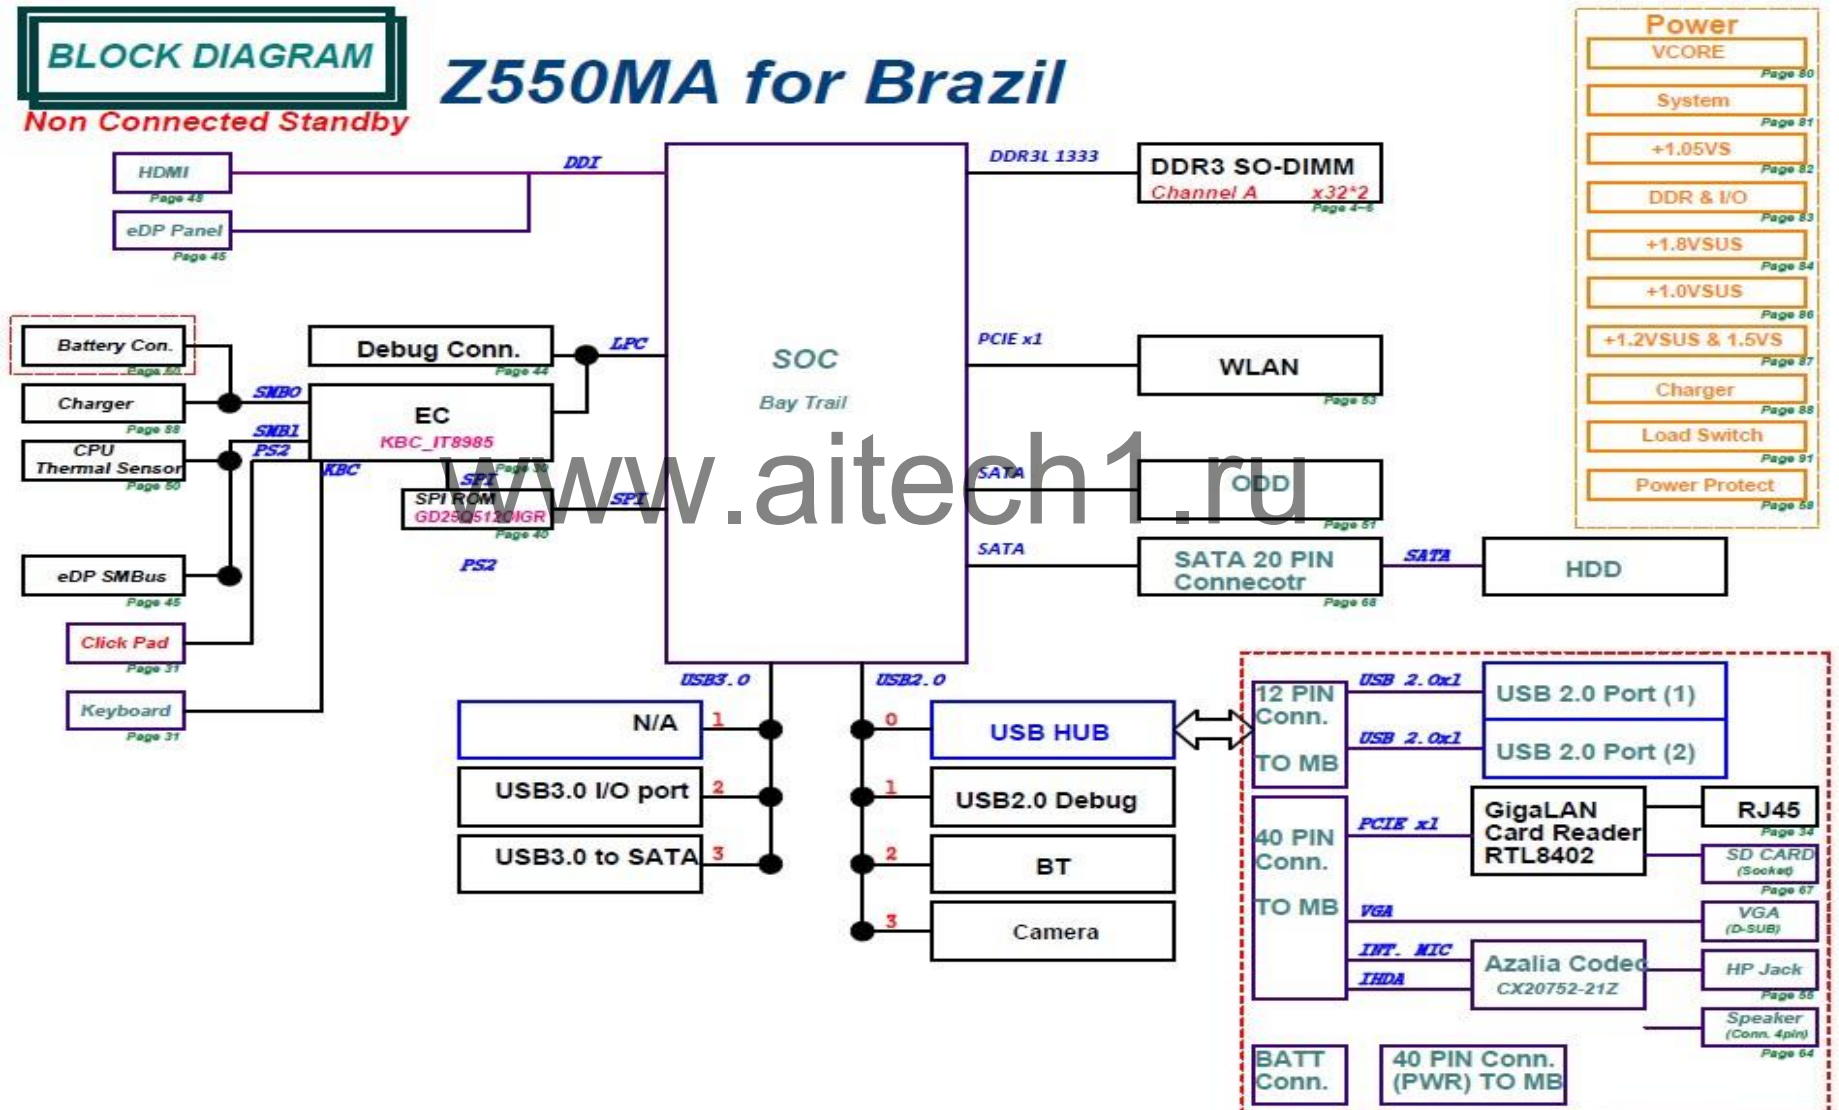 BLOCK DIAGRAM
Non Connected Standby
Z550MA for Brazil
Power
VCORE
Page 80
System
Page 81
+1.05VS
Page 82
DDR & I/O
Page 83
+1.8VSUS
Page 84
+1.0VSUS
Page 86
+1.2VSUS & 1.5VS
Page 87
Charger
Page 88
Load Switch
Page 91
Power Protect
Page 58
HDMI
Page 48
eDP Panel
Page 45
DDI
DDR3L 1333
DDR3 SO-DIMM
Channel A x32*2
Page 4~6
SOC
Bay Trail
Battery Con.
Page 60
Charger
Page 88
CPU
Thermal Sensor
Page 50
eDP SMBus
Page 45
Click Pad
Page 31
Keyboard
Page 31
Debug Conn.
Page 44
LPC
SMB0
SMB1
PS2
KBC
EC
KBC_IT8985
Page 30
SPI
SPI ROM
GD25Q512CIGR
Page 40
SPI
PS2
PCIE x1
WLAN
Page 53
SATA
ODD
Page 51
SATA
SATA 20 PIN
Connecotr
Page 68
SATA
HDD
www.aitech1.ru
USB3.0
N/A
1
USB3.0 I/O port
2
USB3.0 to SATA
3
USB2.0
0
USB HUB
1
USB2.0 Debug
2
BT
3
Camera
12 PIN
Conn.
TO MB
USB 2.0x1
USB 2.0 Port (1)
USB 2.0x1
USB 2.0 Port (2)
40 PIN
Conn.
TO MB
PCIE x1
GigaLAN
Card Reader
RTL8402
RJ45
Page 34
SD CARD
(Socket)
Page 67
VGA
VGA
(D-SUB)
INT. MIC
IHDA
Azalia Codec
CX20752-21Z
HP Jack
Page 55
Speaker
(Conn. 4pin)
Page 64
BATT
Conn.
40 PIN Conn.
(PWR) TO MB